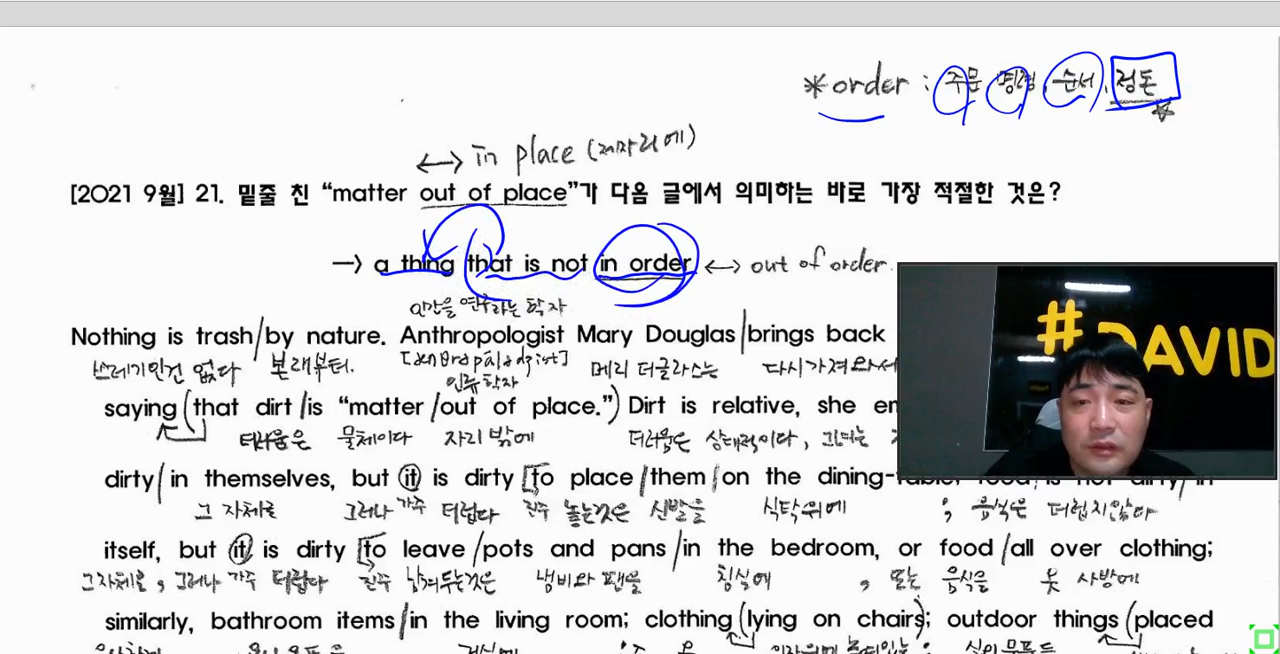 *order : 주문, 명령, 순서, 정돈
↔ in place (제자리에)
[2021 9월] 21. 밑줄 친 “matter out of place”가 다음 글에서 의미하는 바로 가장 적절한 것은?
→ a thing that is not in order ↔ out of order.
인간을 연구하는 학자
Nothing is trash/by nature. Anthropologist Mary Douglas/brings back
쓰레기인건 없다 본래부터. 메리 더글라스는 다시가져와서
인류학자
#DAVID
saying (that dirt/is “matter/out of place.”) Dirt is relative, she em
더러움은 물체이다 자리 밖에 더러움은 상대적이다, 그녀는
dirty/in themselves, but it is dirty [to place/them/on the dining-table; food/is not dirty/in
그 자체로 그러나 가주 더럽다 진주 놓는것은 신발을 식탁위에 ; 음식은 더럽지않다
itself, but it is dirty [to leave/pots and pans/in the bedroom, or food/all over clothing;
그자체로, 그러나 가주 더럽다 진주 남겨두는것은 냄비와 팬을 침실에 , 또는 음식을 옷 사방에
similarly, bathroom items/in the living room; clothing (lying on chairs); outdoor things (placed